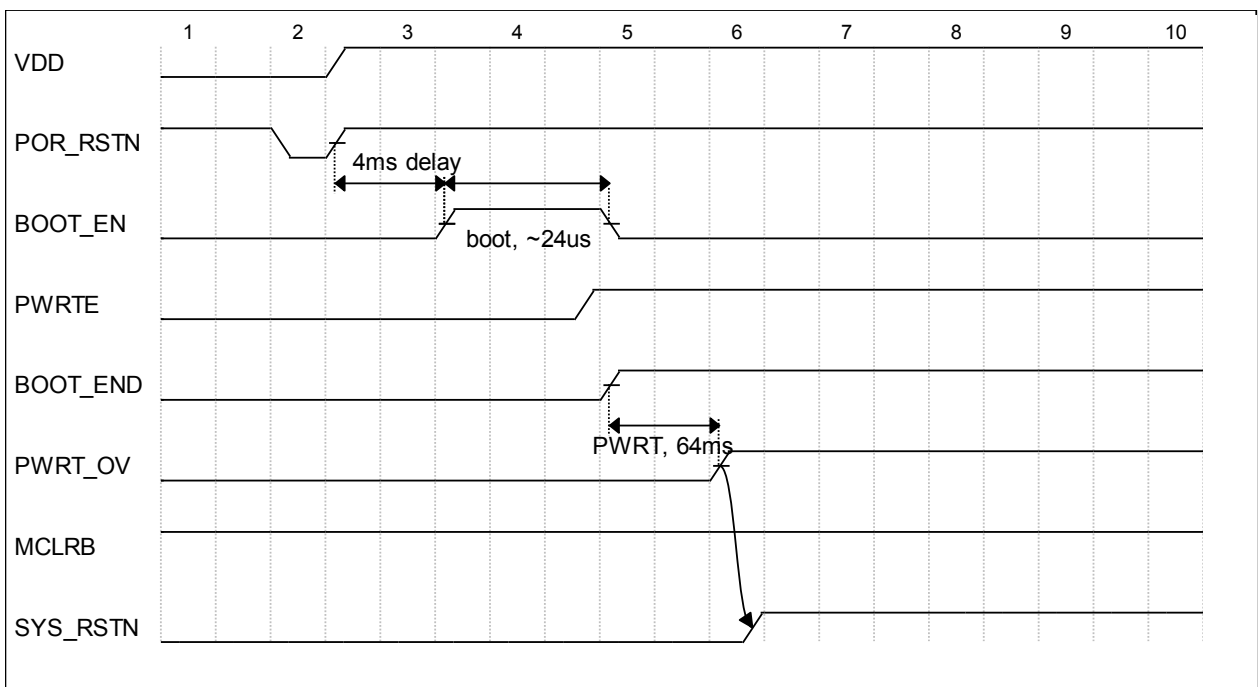 1 2 3 4 5 6 7 8 9 10
VDD
POR_RSTN
4ms delay
BOOT_EN
boot, ~24us
PWRTE
BOOT_END
PWRT, 64ms
PWRT_OV
MCLRB
SYS_RSTN